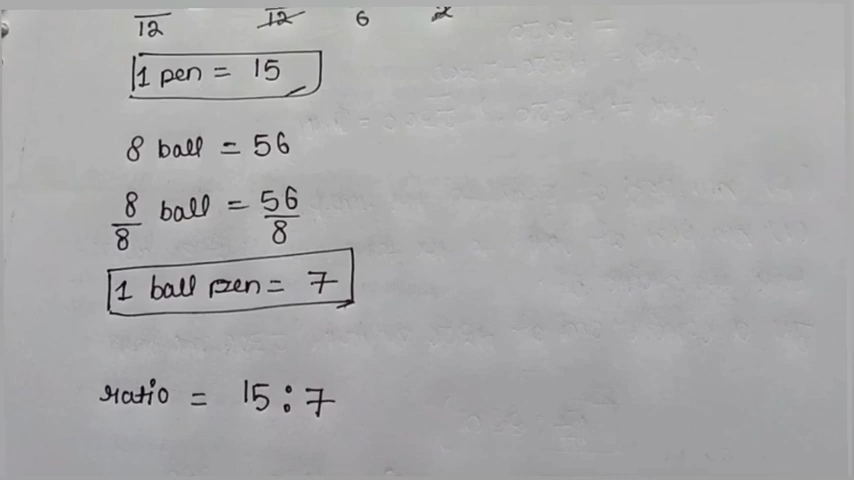 12 12 6 2
1 pen = 15
8 ball = 56
8/8 ball = 56/8
1 ball pen = 7
ratio = 15:7